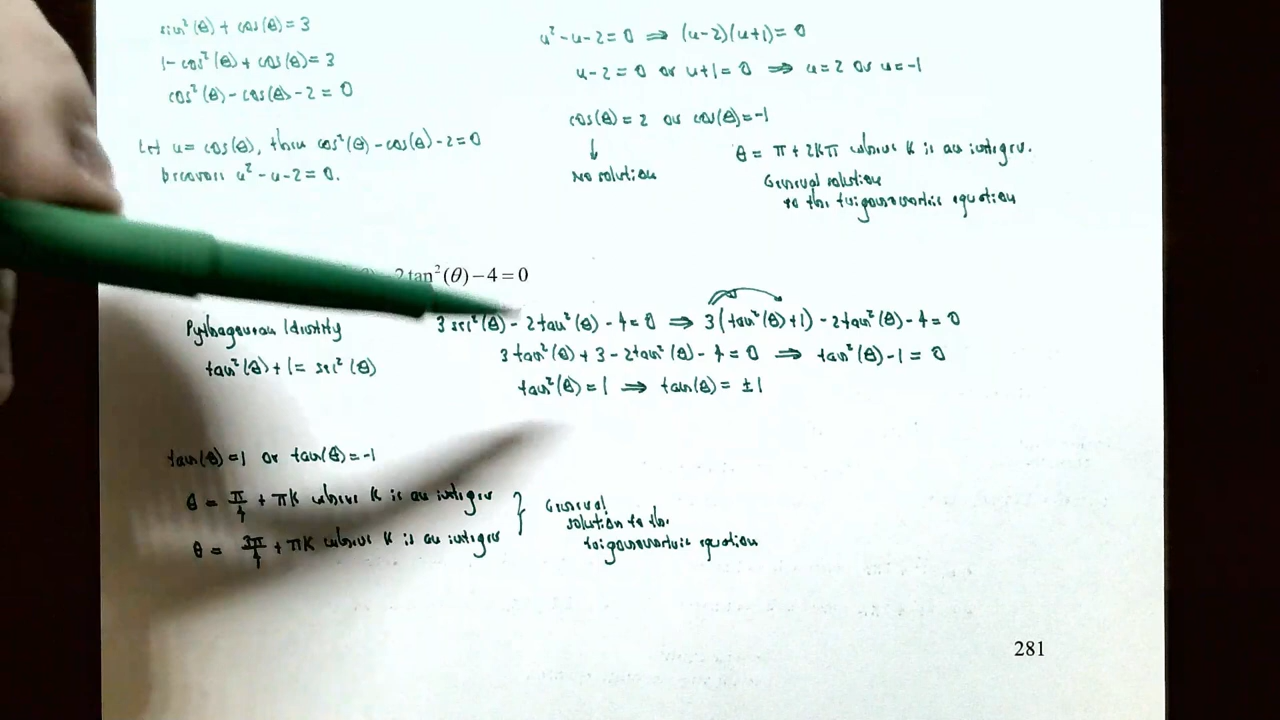 sin²(θ) + cos(θ) = 3
1 - cos²(θ) + cos(θ) = 3
cos²(θ) - cos(θ) - 2 = 0
Let u = cos(θ), then cos²(θ) - cos(θ) - 2 = 0
becomes u² - u - 2 = 0.
u² - u - 2 = 0 ⇒ (u-2)(u+1) = 0
u - 2 = 0 or u + 1 = 0 ⇒ u = 2 or u = -1
cos(θ) = 2 or cos(θ) = -1
↓
No solution
θ = π + 2kπ where k is an integer.
General solution
to the trigonometric equation
2tan²(θ) - 4 = 0
Pythagorean Identity
tan²(θ) + 1 = sec²(θ)
3 sec²(θ) - 2tan²(θ) - 4 = 0 ⇒ 3(tan²(θ) + 1) - 2tan²(θ) - 4 = 0
3tan²(θ) + 3 - 2tan²(θ) - 4 = 0 ⇒ tan²(θ) - 1 = 0
tan²(θ) = 1 ⇒ tan(θ) = ±1
tan(θ) = 1 or tan(θ) = -1
θ = π/4 + πk where k is an integer
θ = 3π/4 + πk where k is an integer
General
solution to the
trigonometric equation
281